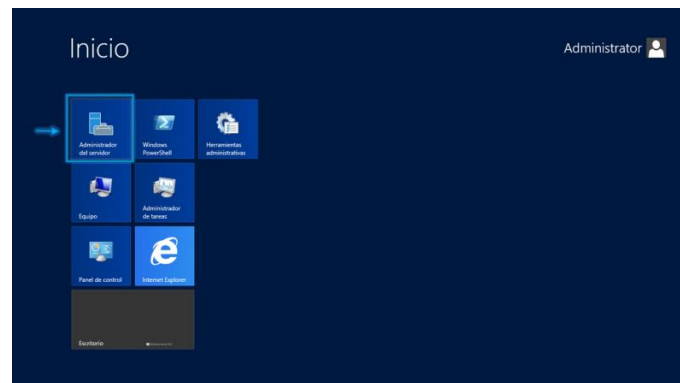 Inicio
Administrator
Administrador
del servidor
Windows
PowerShell
Herramientas
administrativas
Equipo
Administrador
de tareas
Panel de control
Internet Explorer
Escritorio